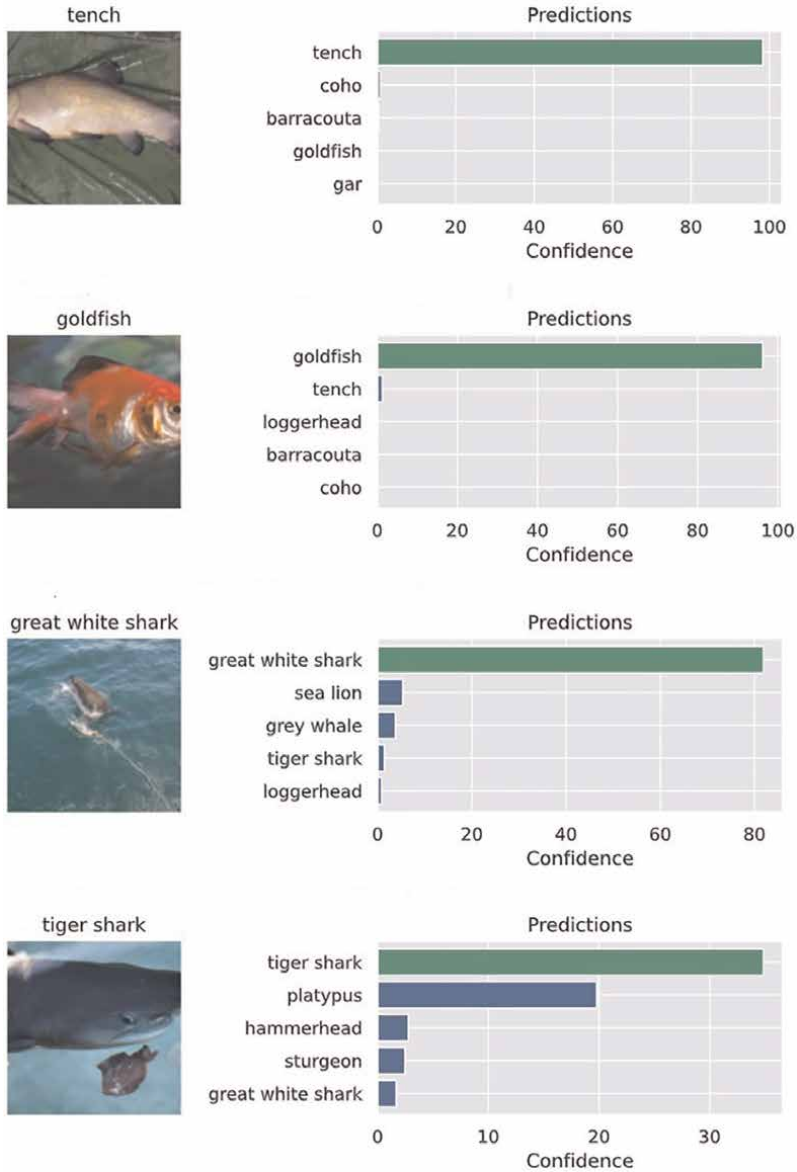 tench
Predictions
tench
coho
barracouta
goldfish
gar
0 20 40 60 80 100
Confidence
goldfish
Predictions
goldfish
tench
loggerhead
barracouta
coho
0 20 40 60 80 100
Confidence
great white shark
Predictions
great white shark
sea lion
grey whale
tiger shark
loggerhead
0 20 40 60 80
Confidence
tiger shark
Predictions
tiger shark
platypus
hammerhead
sturgeon
great white shark
0 10 20 30
Confidence